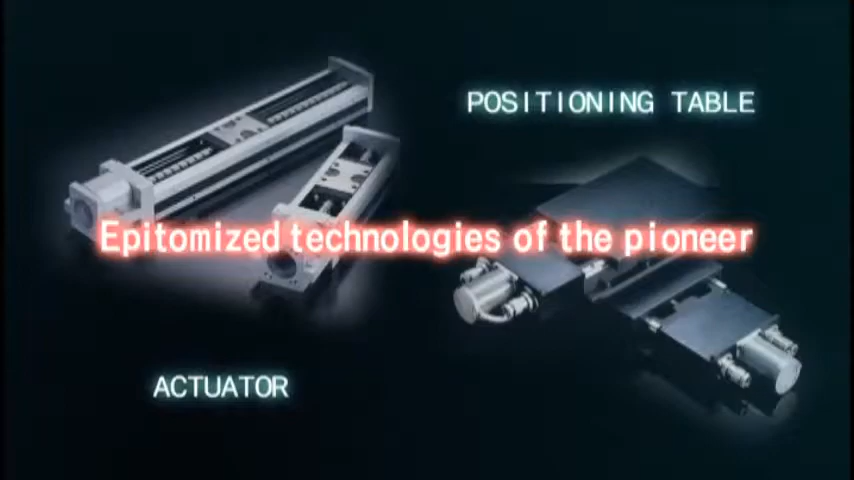 POSITIONING TABLE
Epitomized technologies of the pioneer
ACTUATOR